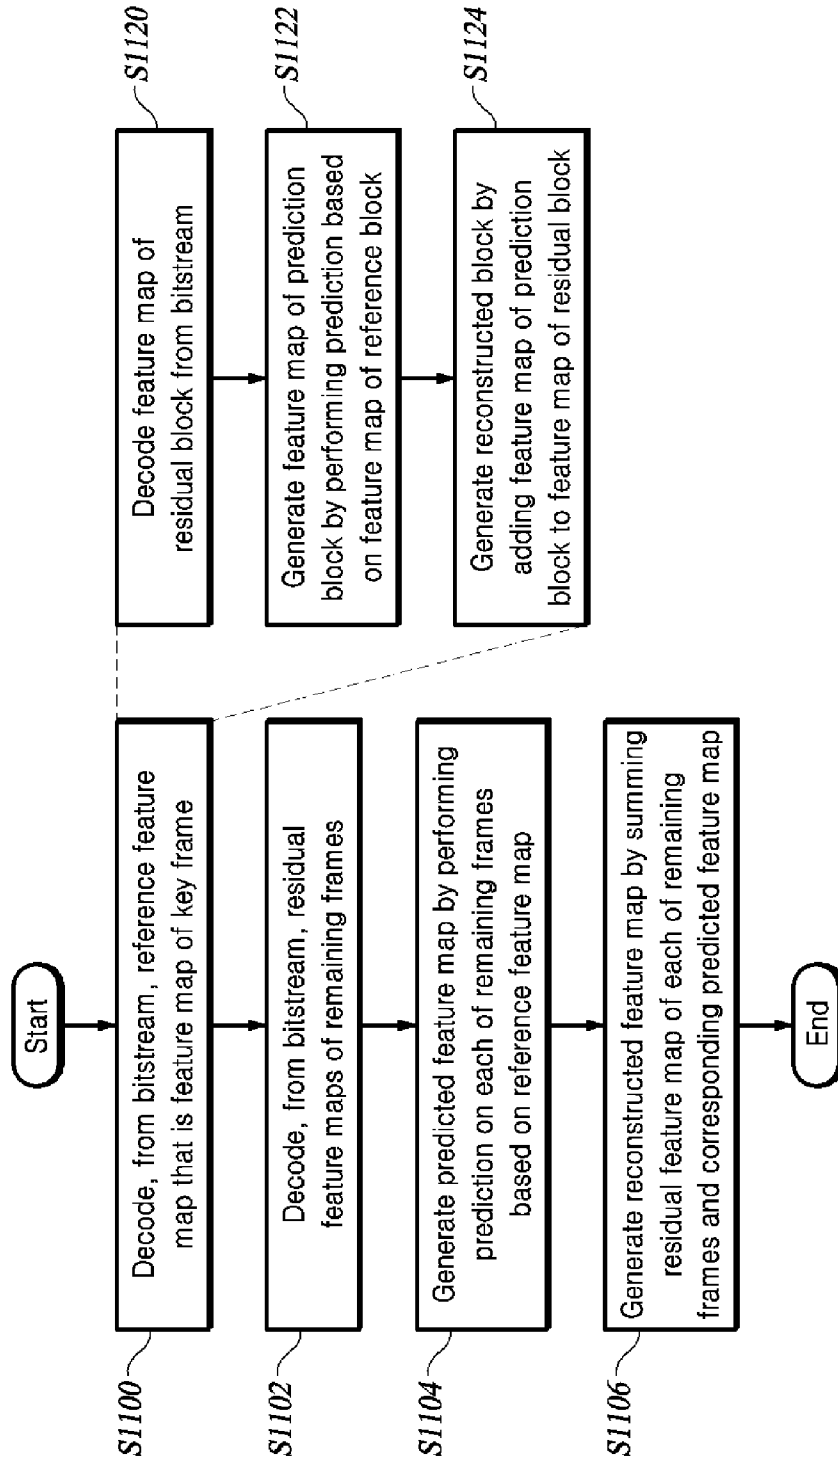 Start
S1100
Decode, from bitstream, reference feature
map that is feature map of key frame
S1102
Decode, from bitstream, residual
feature maps of remaining frames
S1104
Generate predicted feature map by performing
prediction on each of remaining frames
based on reference feature map
S1106
Generate reconstructed feature map by summing
residual feature map of each of remaining
frames and corresponding predicted feature map
End
S1120
Decode feature map of
residual block from bitstream
S1122
Generate feature map of prediction
block by performing prediction based
on feature map of reference block
S1124
Generate reconstructed block by
adding feature map of prediction
block to feature map of residual block